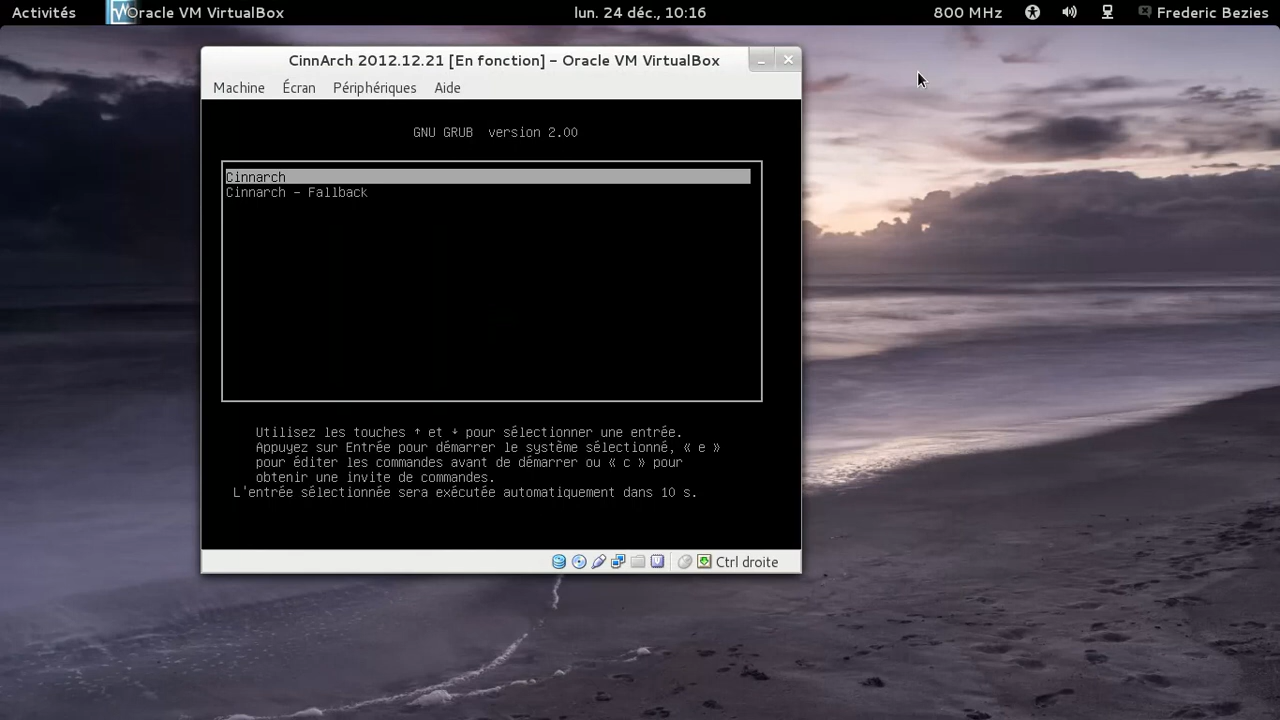 Activités Oracle VM VirtualBox lun. 24 déc., 10:16 800 MHz Frederic Bezies
CinnArch 2012.12.21 [En fonction] - Oracle VM VirtualBox
Machine Écran Périphériques Aide
GNU GRUB version 2.00
Cinnarch
Cinnarch - Fallback
Utilisez les touches ↑ et ↓ pour sélectionner une entrée.
Appuyez sur Entrée pour démarrer le système sélectionné, « e »
pour éditer les commandes avant de démarrer ou « c » pour
obtenir une invite de commandes.
L'entrée sélectionnée sera exécutée automatiquement dans 10 s.
Ctrl droite